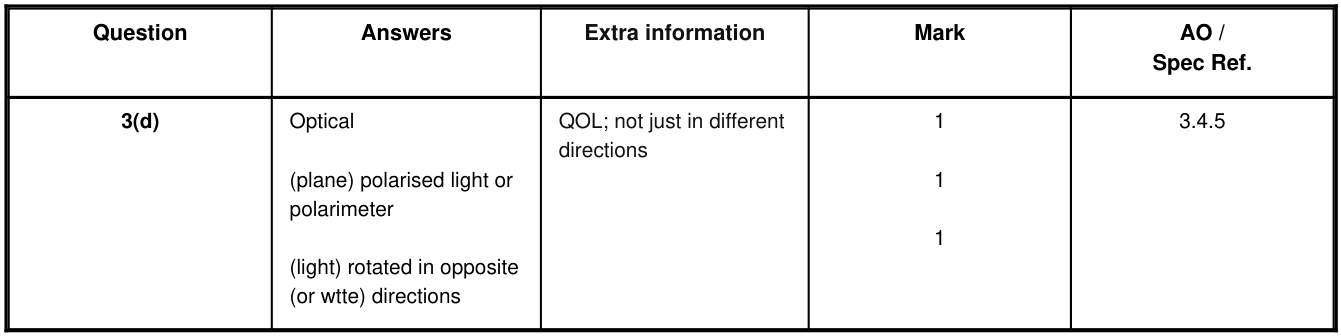 Question Answers Extra information Mark AO /
Spec Ref.
3(d) Optical QOL; not just in different 1 3.4.5
directions
(plane) polarised light or 1
polarimeter
1
(light) rotated in opposite
(or wtte) directions